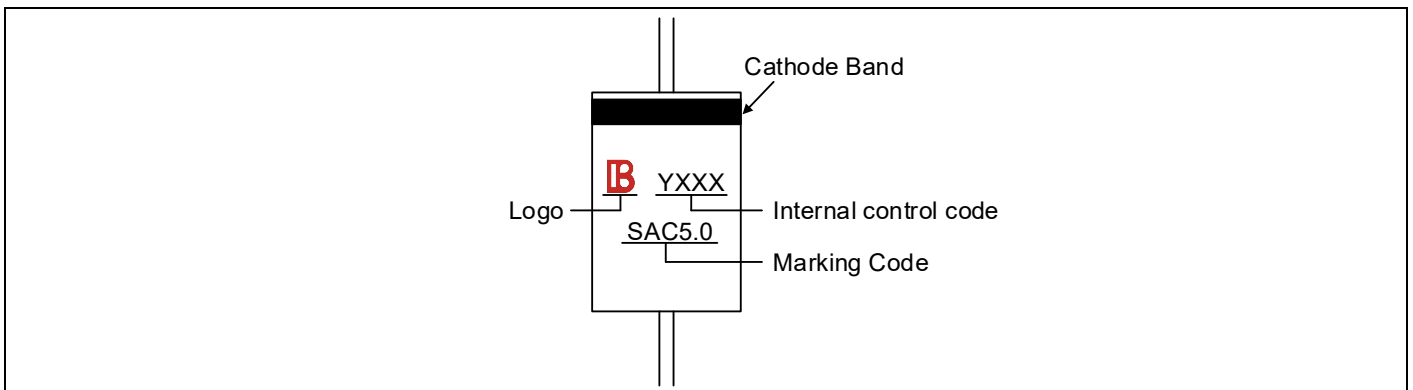 Cathode Band
B YXXX
Logo
Internal control code
SAC5.0
Marking Code